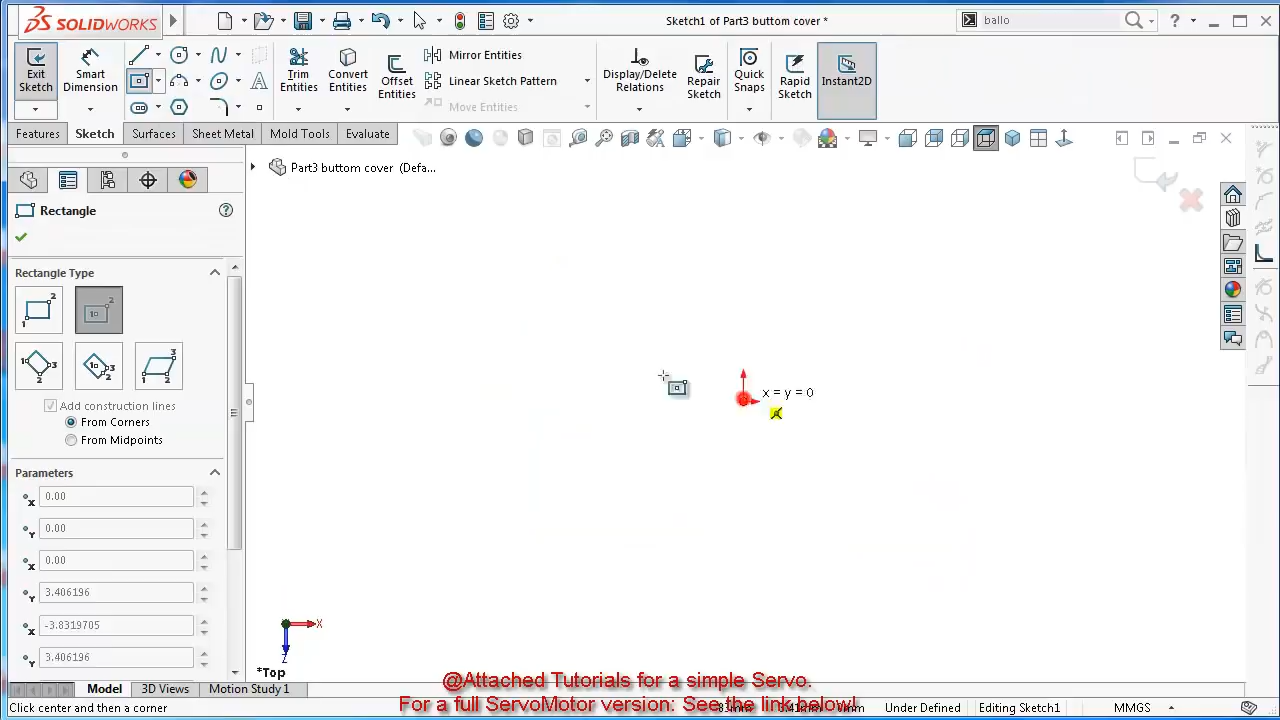 SOLIDWORKS
Sketch1 of Part3 buttom cover *
ballo
Exit Sketch
Smart Dimension
Trim Entities
Convert Entities
Offset Entities
Mirror Entities
Linear Sketch Pattern
Move Entities
Display/Delete Relations
Repair Sketch
Quick Snaps
Rapid Sketch
Instant2D
Features
Sketch
Surfaces
Sheet Metal
Mold Tools
Evaluate
Part3 buttom cover (Defa...
Rectangle
Rectangle Type
Add construction lines
From Corners
From Midpoints
Parameters
0.00
0.00
0.00
3.406196
-3.8319705
3.406196
x = y = 0
X
Z
*Top
Model
3D Views
Motion Study 1
@Attached Tutorials for a simple Servo.
For a full ServoMotor version: See the link below!
Click center and then a corner
Under Defined
Editing Sketch1
MMGS